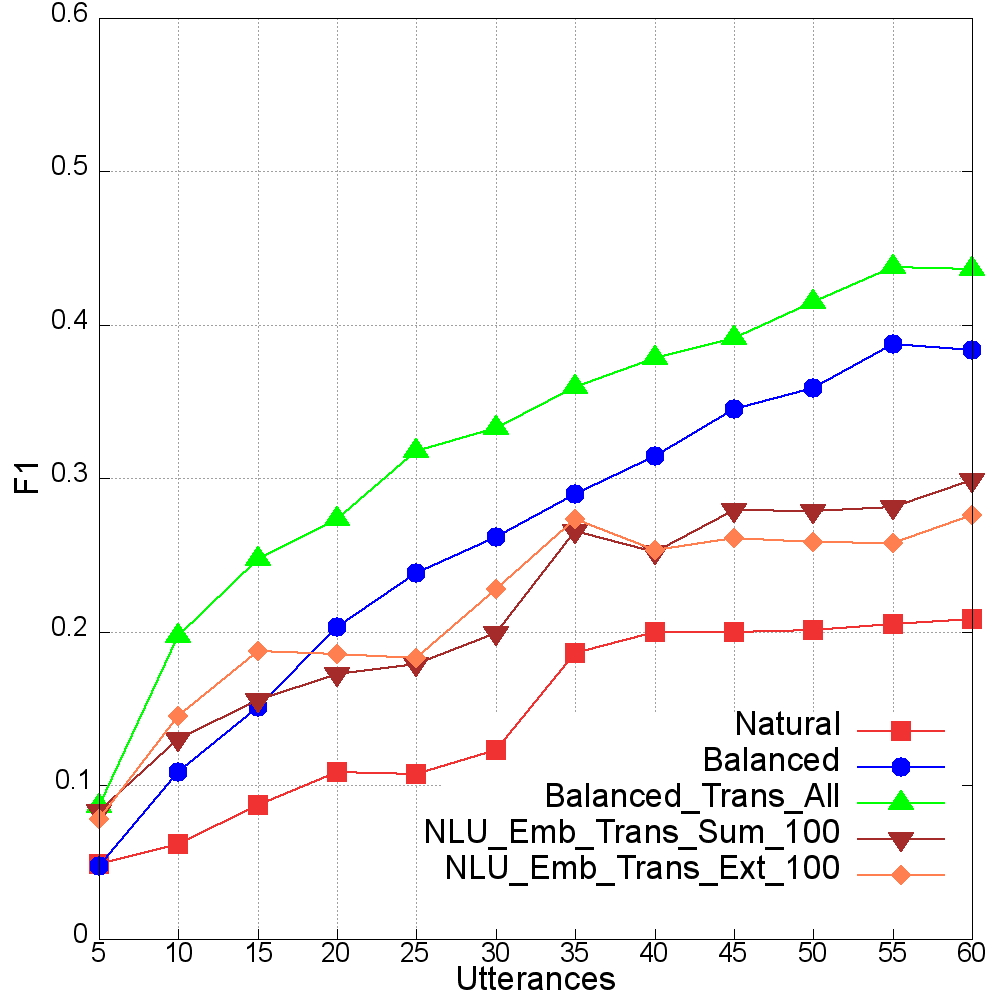 0.6
0.5
0.4
0.3
0.2
0.1
0
F1
5 10 15 20 25 30 35 40 45 50 55 60
Utterances
Natural
Balanced
Balanced_Trans_All
NLU_Emb_Trans_Sum_100
NLU_Emb_Trans_Ext_100